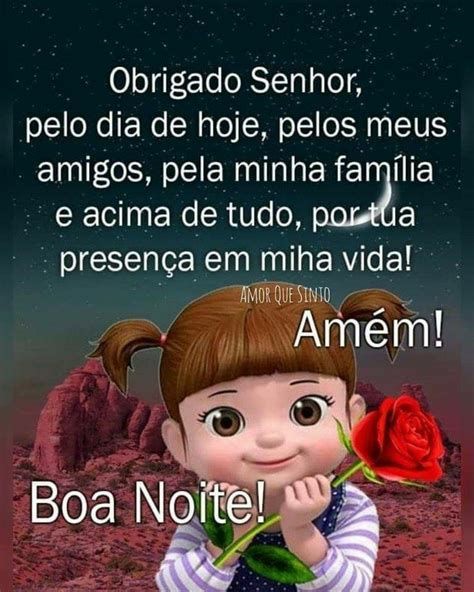 Obrigado Senhor,
pelo dia de hoje, pelos meus
amigos, pela minha família
e acima de tudo, por tua
presença em miha vida!
Amor Que Sinto
Amém!
Boa Noite!